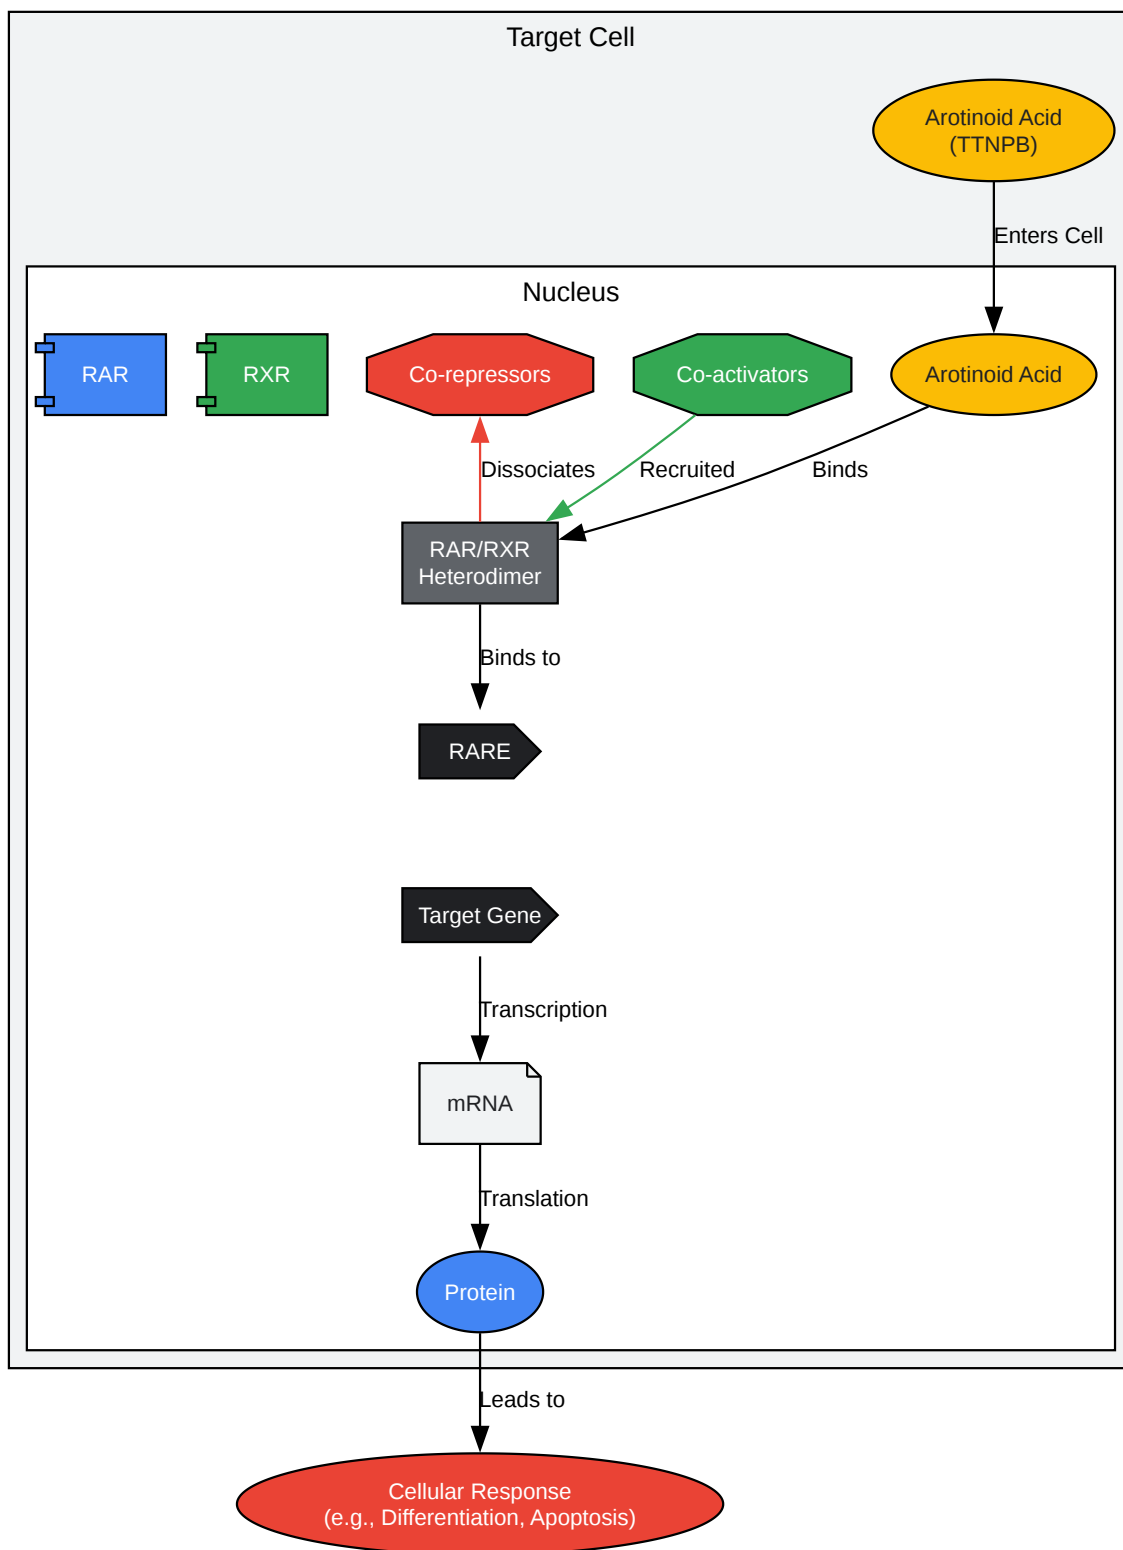 Target Cell
Arotinoid Acid
(TTNPB)
Enters Cell
Nucleus
RAR
RXR
Co-repressors
Co-activators
Arotinoid Acid
Dissociates
Recruited
Binds
RAR/RXR
Heterodimer
Binds to
RARE
Target Gene
Transcription
mRNA
Translation
Protein
Leads to
Cellular Response
(e.g., Differentiation, Apoptosis)